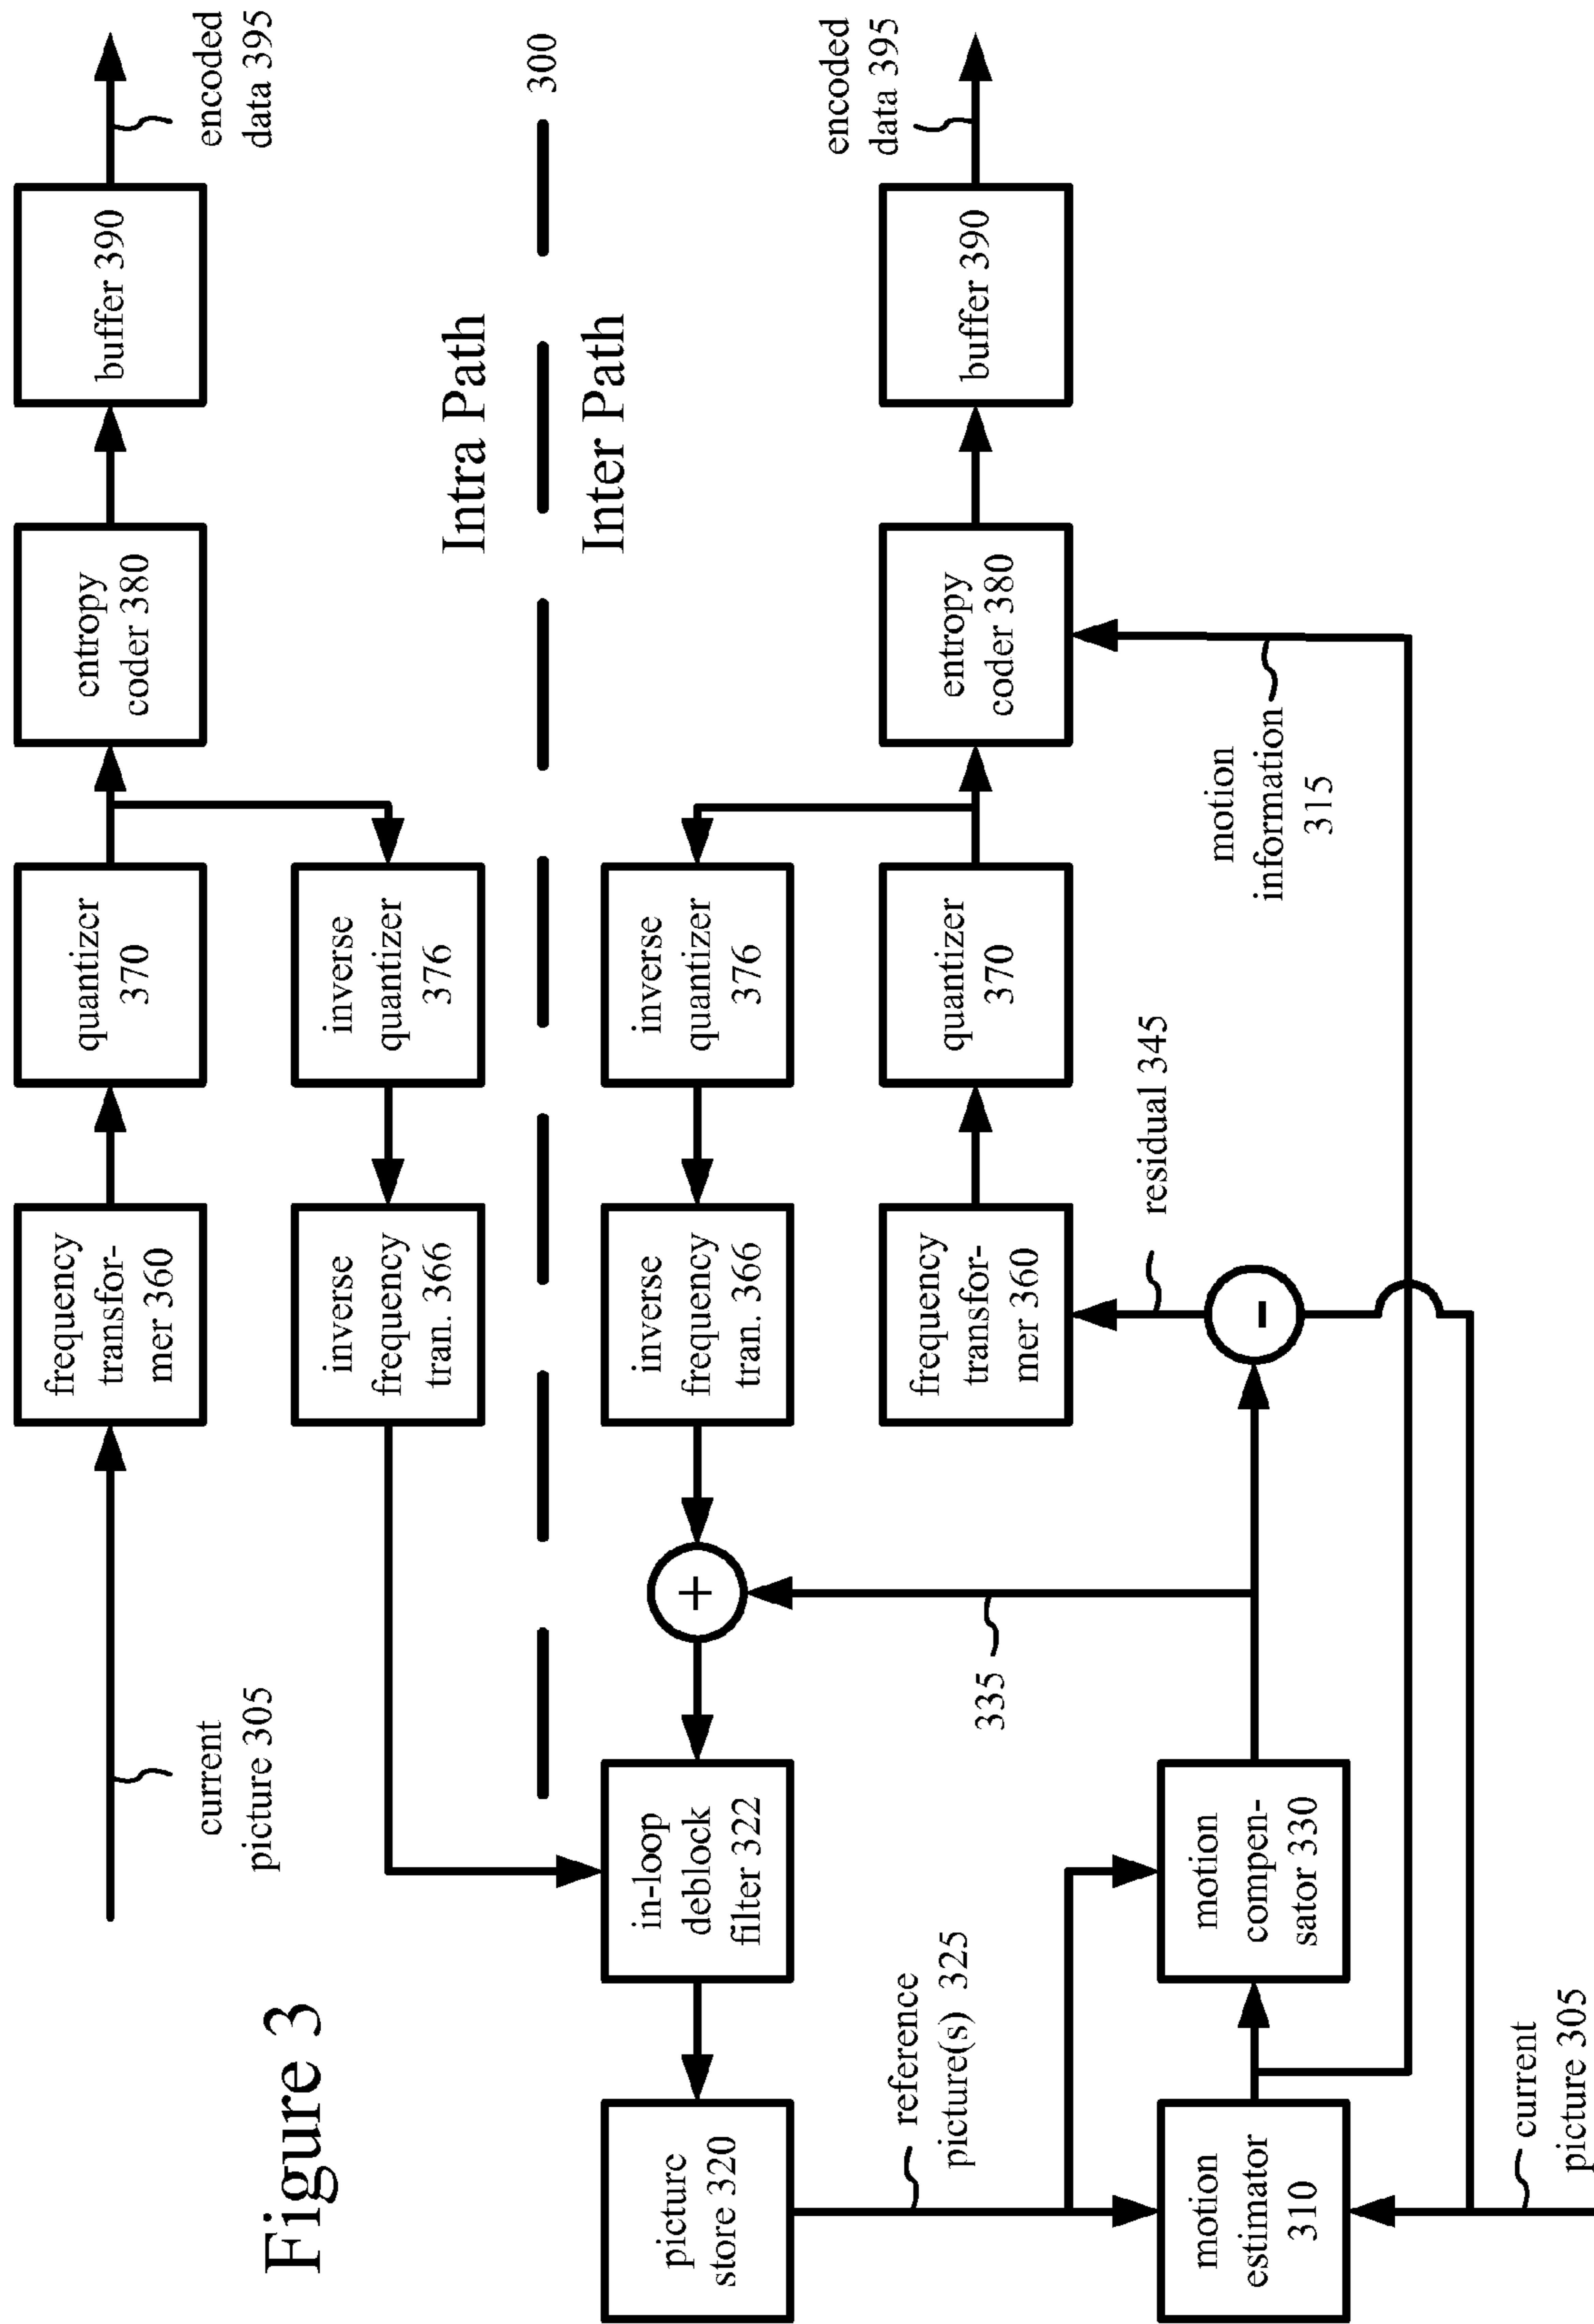 frequency
transfor-
mer 360
quantizer
370
entropy
coder 380
buffer 390
encoded
data 395
current
picture 305
Figure 3
inverse
frequency
tran. 366
inverse
quantizer
376
Intra Path
300
Inter Path
picture
store 320
in-loop
deblock
filter 322
+
inverse
frequency
tran. 366
inverse
quantizer
376
encoded
data 395
reference
picture(s) 325
335
frequency
transfor-
mer 360
quantizer
370
entropy
coder 380
buffer 390
residual 345
motion
estimator
310
motion
compen-
sator 330
-
motion
information
315
current
picture 305